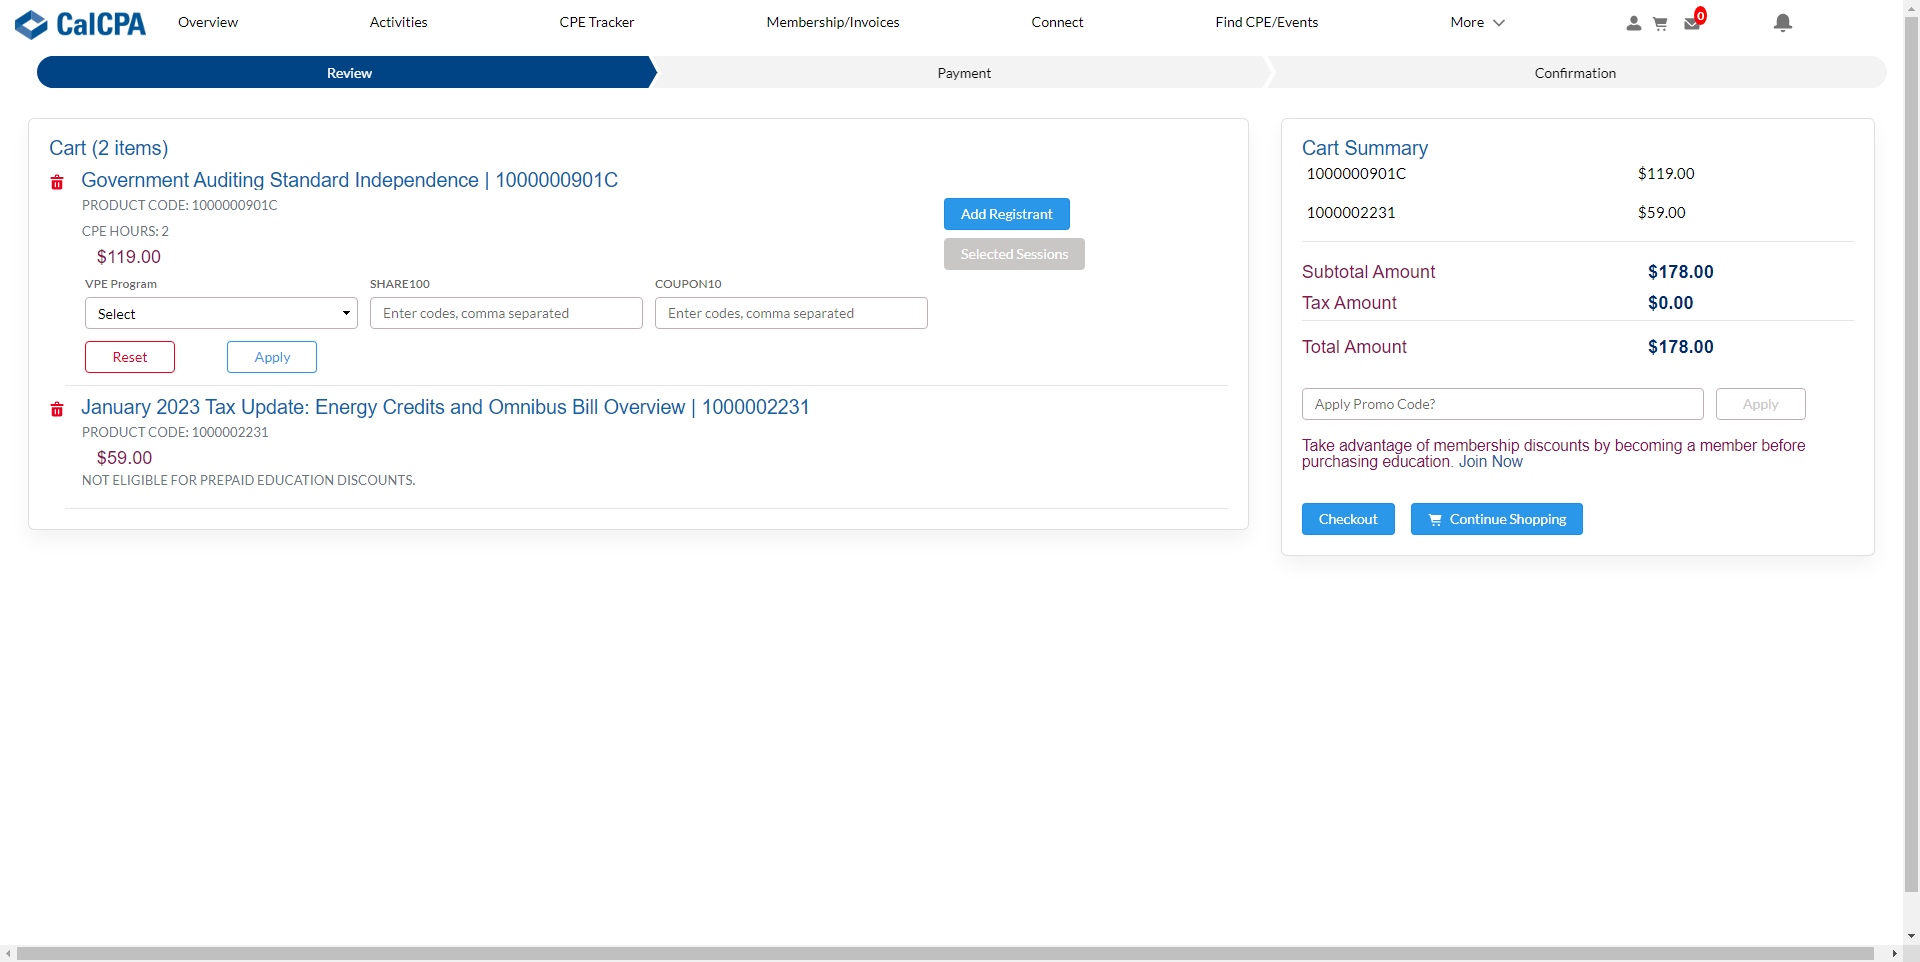 CalCPA
Overview
Activities
CPE Tracker
Membership/Invoices
Connect
Find CPE/Events
More
0
Review
Payment
Confirmation
Cart (2 items)
Government Auditing Standard Independence | 1000000901C
PRODUCT CODE: 1000000901C
CPE HOURS: 2
$119.00
Add Registrant
Selected Sessions
VPE Program
SHARE100
COUPON10
Select
Enter codes, comma separated
Enter codes, comma separated
Reset
Apply
January 2023 Tax Update: Energy Credits and Omnibus Bill Overview | 1000002231
PRODUCT CODE: 1000002231
$59.00
NOT ELIGIBLE FOR PREPAID EDUCATION DISCOUNTS.
Cart Summary
1000000901C $119.00
1000002231 $59.00
Subtotal Amount $178.00
Tax Amount $0.00
Total Amount $178.00
Apply Promo Code?
Apply
Take advantage of membership discounts by becoming a member before
purchasing education. Join Now
Checkout
Continue Shopping